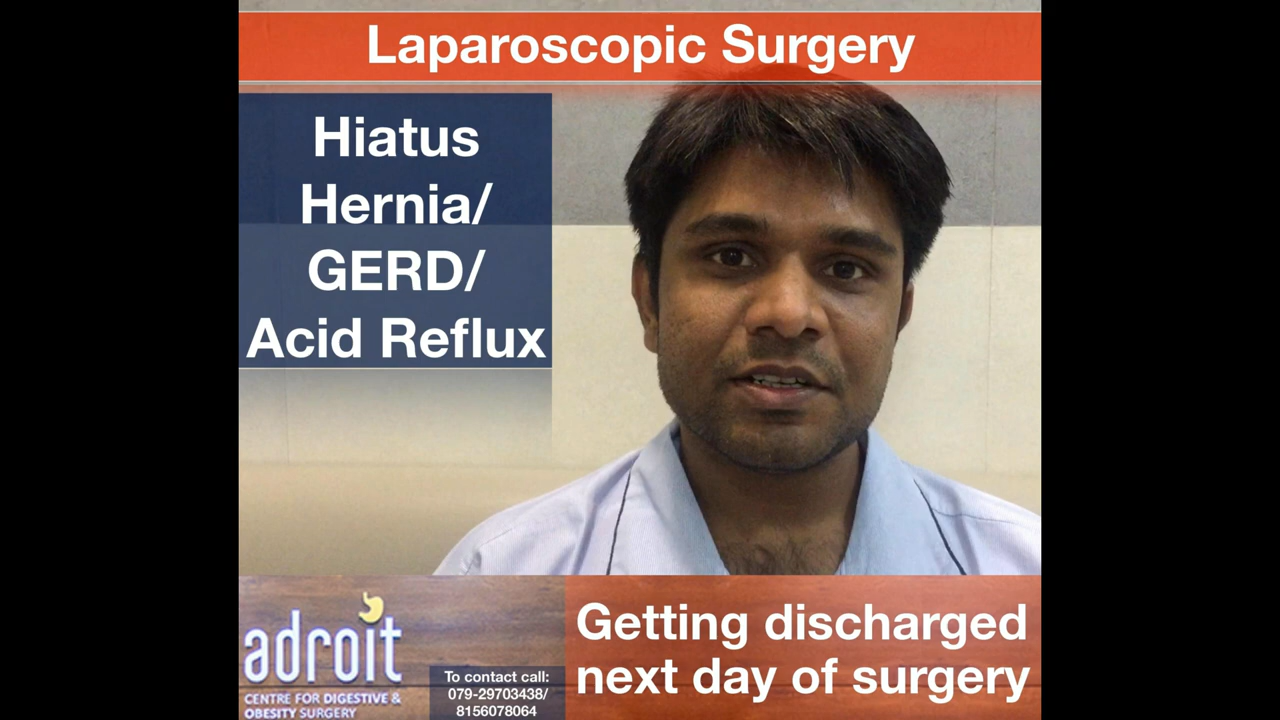 Laparoscopic Surgery
Hiatus
Hernia/
GERD/
Acid Reflux
adroit
CENTRE FOR DIGESTIVE &
OBESITY SURGERY
To contact call:
079-29703438/
8156078064
Getting discharged
next day of surgery